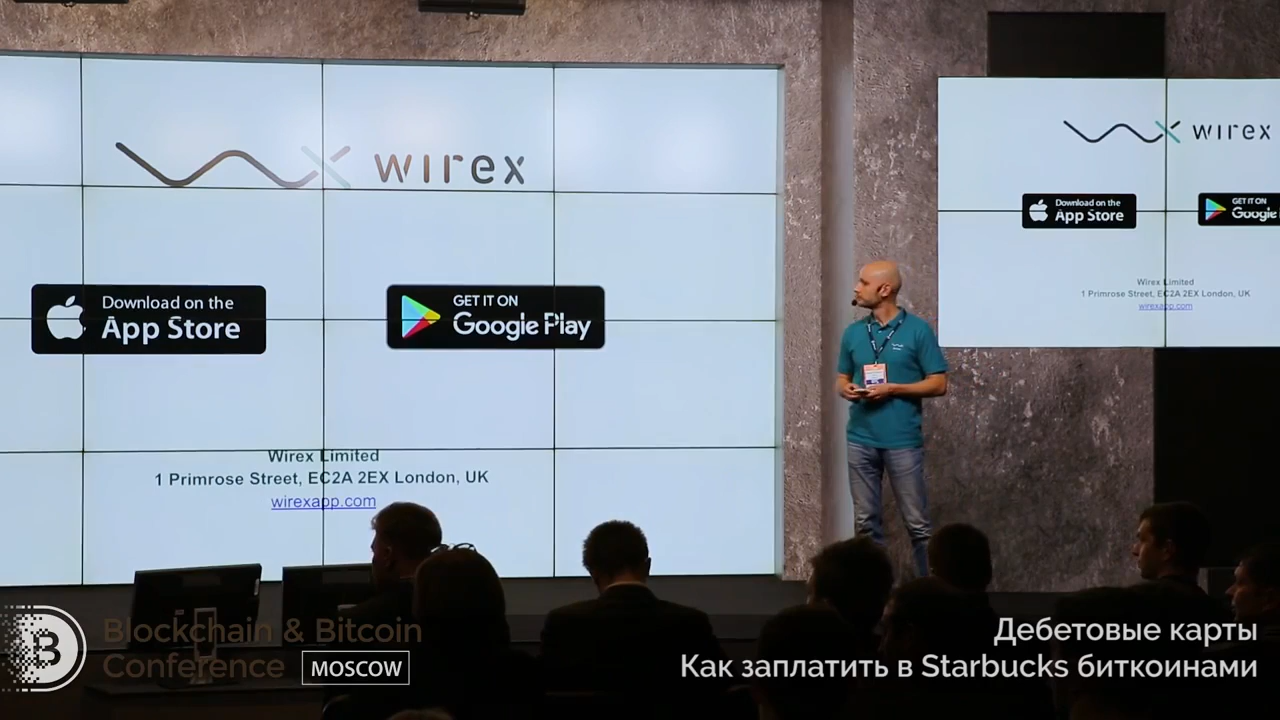 wirex
Download on the
App Store
GET IT ON
Google Play
Wirex Limited
1 Primrose Street, EC2A 2EX London, UK
wirexapp.com
wirex
Download on the
App Store
GET IT ON
Google
Wirex Limited
1 Primrose Street, EC2A 2EX London, UK
wirexapp.com
Blockchain & Bitcoin
Conference MOSCOW
Дебетовые карты
Как заплатить в Starbucks биткоинами